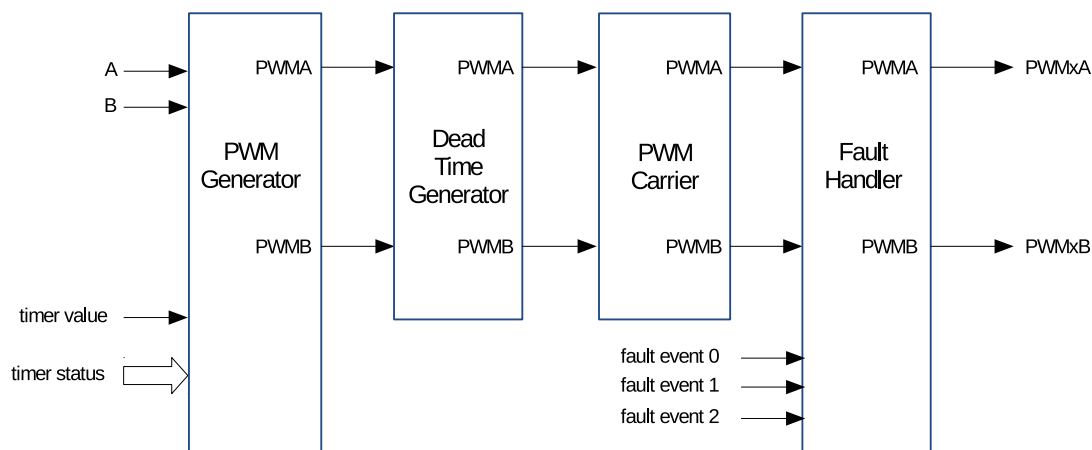 PWMA
PWMA
PWMA
PWMA
PWMxA
A
B
PWM
Generator
Dead
Time
Generator
PWM
Carrier
Fault
Handler
PWMB
PWMB
PWMB
PWMB
PWMxB
timer value
timer status
fault event 0
fault event 1
fault event 2